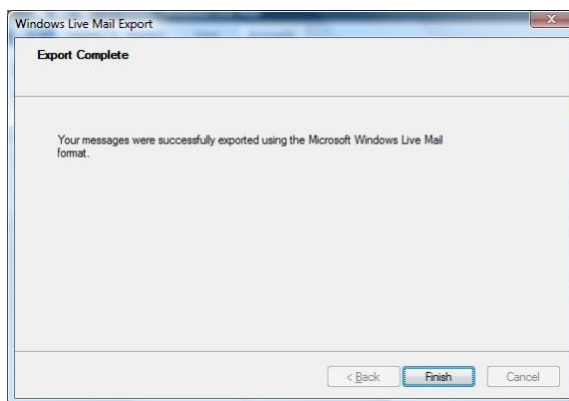 Windows Live Mail Export
x
Export Complete
Your messages were successfully exported using the Microsoft Windows Live Mail
format.
< Back
Finish
Cancel